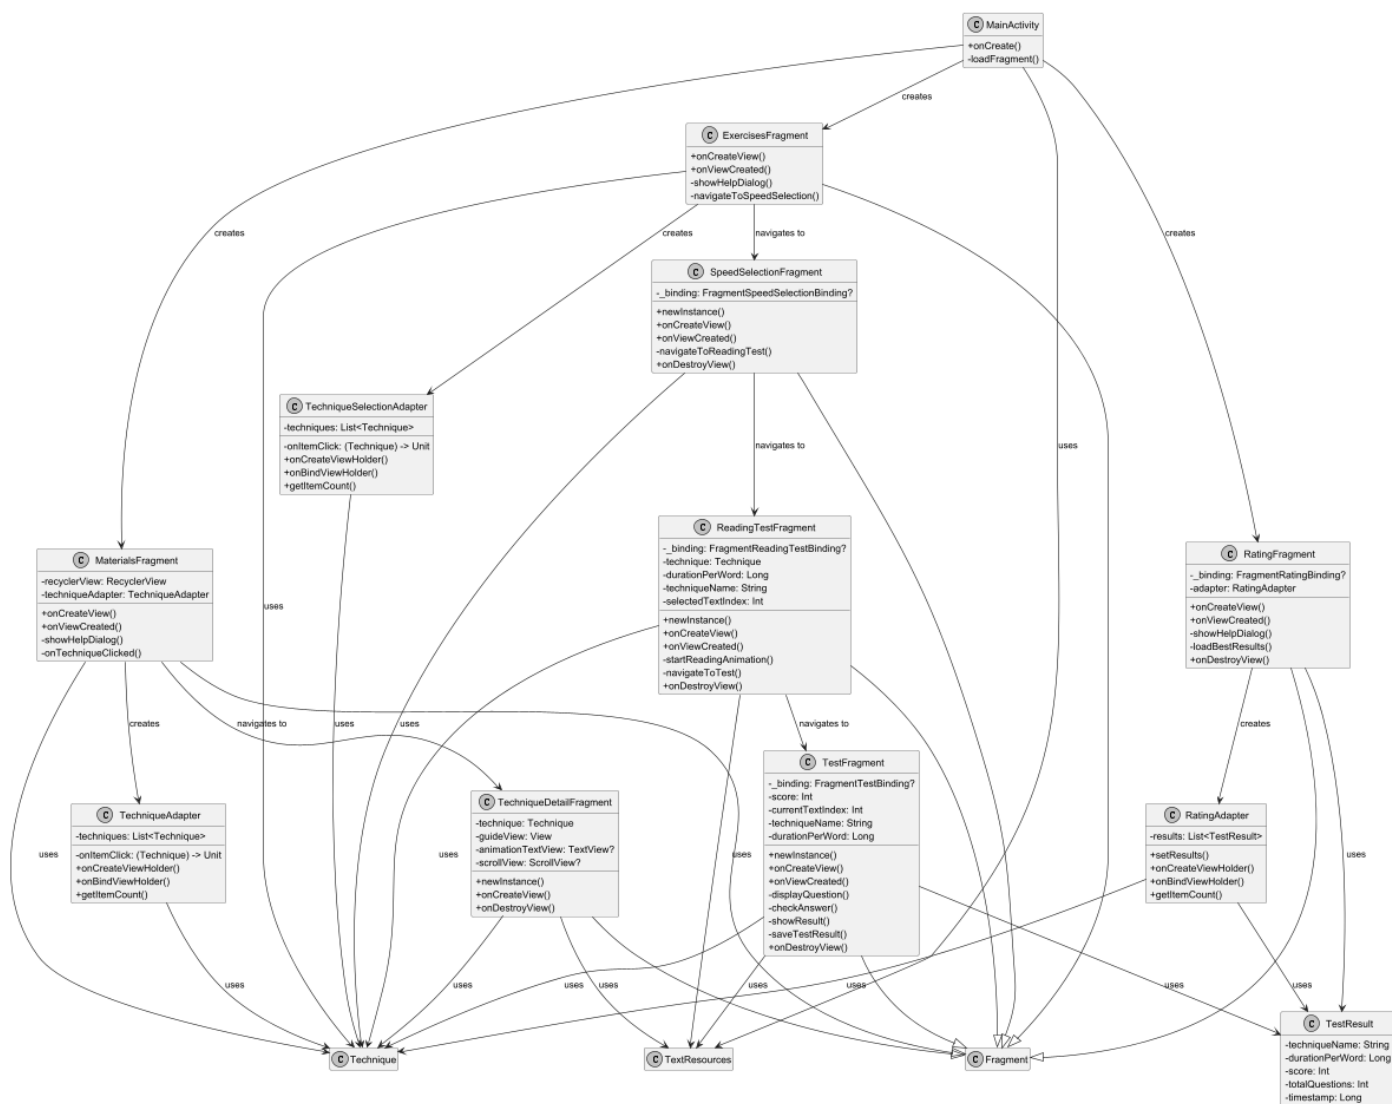 C MainActivity
+onCreate()
-loadFragment()
creates
C ExercisesFragment
+onCreateView()
+onViewCreated()
-showHelpDialog()
-navigateToSpeedSelection()
creates
creates
navigates to
creates
C SpeedSelectionFragment
-_binding: FragmentSpeedSelectionBinding?
+newInstance()
+onCreateView()
+onViewCreated()
-navigateToReadingTest()
+onDestroyView()
C TechniqueSelectionAdapter
-techniques: List<Technique>
-onItemClick: (Technique) -> Unit
+onCreateViewHolder()
+onBindViewHolder()
+getItemCount()
navigates to
uses
C ReadingTestFragment
-_binding: FragmentReadingTestBinding?
-technique: Technique
-durationPerWord: Long
-techniqueName: String
-selectedTextIndex: Int
+newInstance()
+onCreateView()
+onViewCreated()
-startReadingAnimation()
-navigateToTest()
+onDestroyView()
C MaterialsFragment
-recyclerView: RecyclerView
-techniqueAdapter: TechniqueAdapter
+onCreateView()
+onViewCreated()
-showHelpDialog()
-onTechniqueClicked()
uses
C RatingFragment
-_binding: FragmentRatingBinding?
-adapter: RatingAdapter
+onCreateView()
+onViewCreated()
-showHelpDialog()
-loadBestResults()
+onDestroyView()
creates
navigates to
uses
uses
navigates to
creates
C TestFragment
-_binding: FragmentTestBinding?
-score: Int
-currentTextIndex: Int
-techniqueName: String
-durationPerWord: Long
+newInstance()
+onCreateView()
+onViewCreated()
-displayQuestion()
-checkAnswer()
-showResult()
-saveTestResult()
+onDestroyView()
C TechniqueAdapter
-techniques: List<Technique>
-onItemClick: (Technique) -> Unit
+onCreateViewHolder()
+onBindViewHolder()
+getItemCount()
C TechniqueDetailFragment
-technique: Technique
-guideView: View
-animationTextView: TextView?
-scrollView: ScrollView?
+newInstance()
+onCreateView()
+onDestroyView()
C RatingAdapter
-results: List<TestResult>
+setResults()
+onCreateViewHolder()
+onBindViewHolder()
+getItemCount()
uses
uses
uses
uses
uses
uses
uses
uses
uses
uses
uses
uses
C Technique
C TextResources
C Fragment
C TestResult
-techniqueName: String
-durationPerWord: Long
-score: Int
-totalQuestions: Int
-timestamp: Long